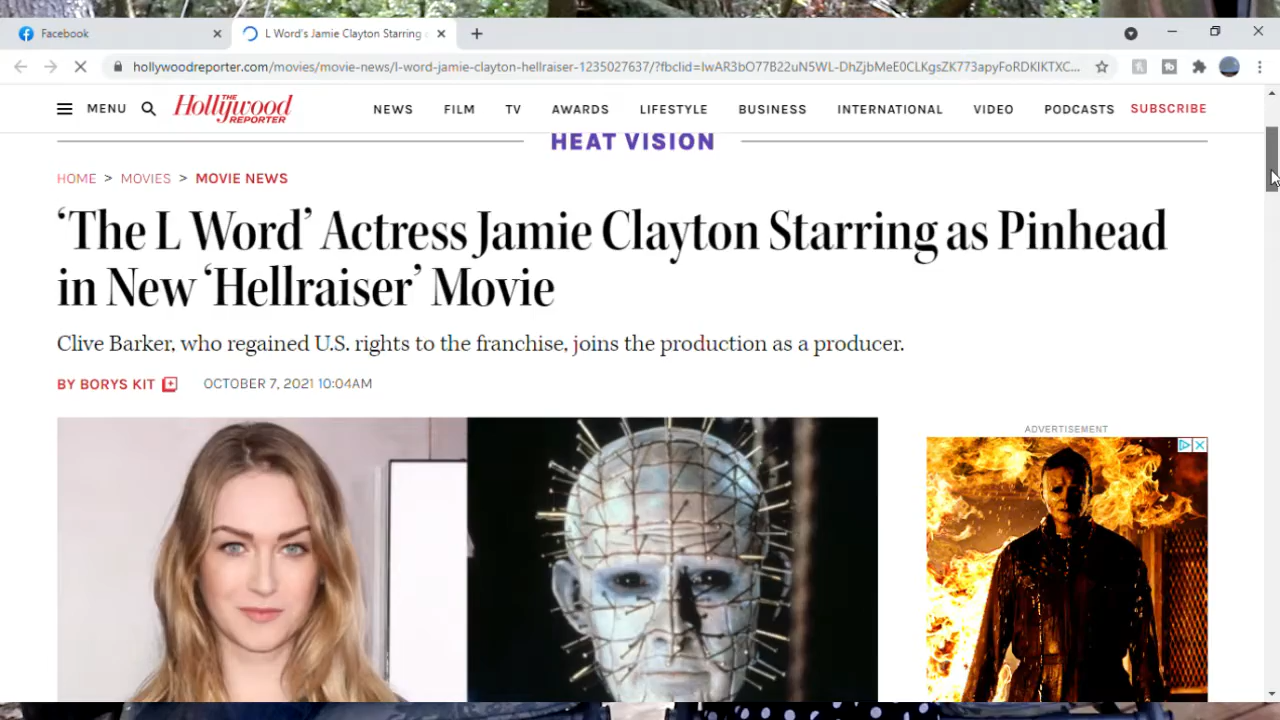 Facebook
L Word's Jamie Clayton Starring
hollywoodreporter.com/movies/movie-news/l-word-jamie-clayton-hellraiser-1235027637/?fbclid=IwAR3bO77B22uN5WL-DhZjbMeE0CLKgsZK773apyFoRDKIKTXC...
MENU
THE
Hollywood
REPORTER
NEWS FILM TV AWARDS LIFESTYLE BUSINESS INTERNATIONAL VIDEO PODCASTS SUBSCRIBE
HEAT VISION
HOME > MOVIES > MOVIE NEWS
‘The L Word’ Actress Jamie Clayton Starring as Pinhead
in New ‘Hellraiser’ Movie
Clive Barker, who regained U.S. rights to the franchise, joins the production as a producer.
BY BORYS KIT OCTOBER 7, 2021 10:04AM
ADVERTISEMENT